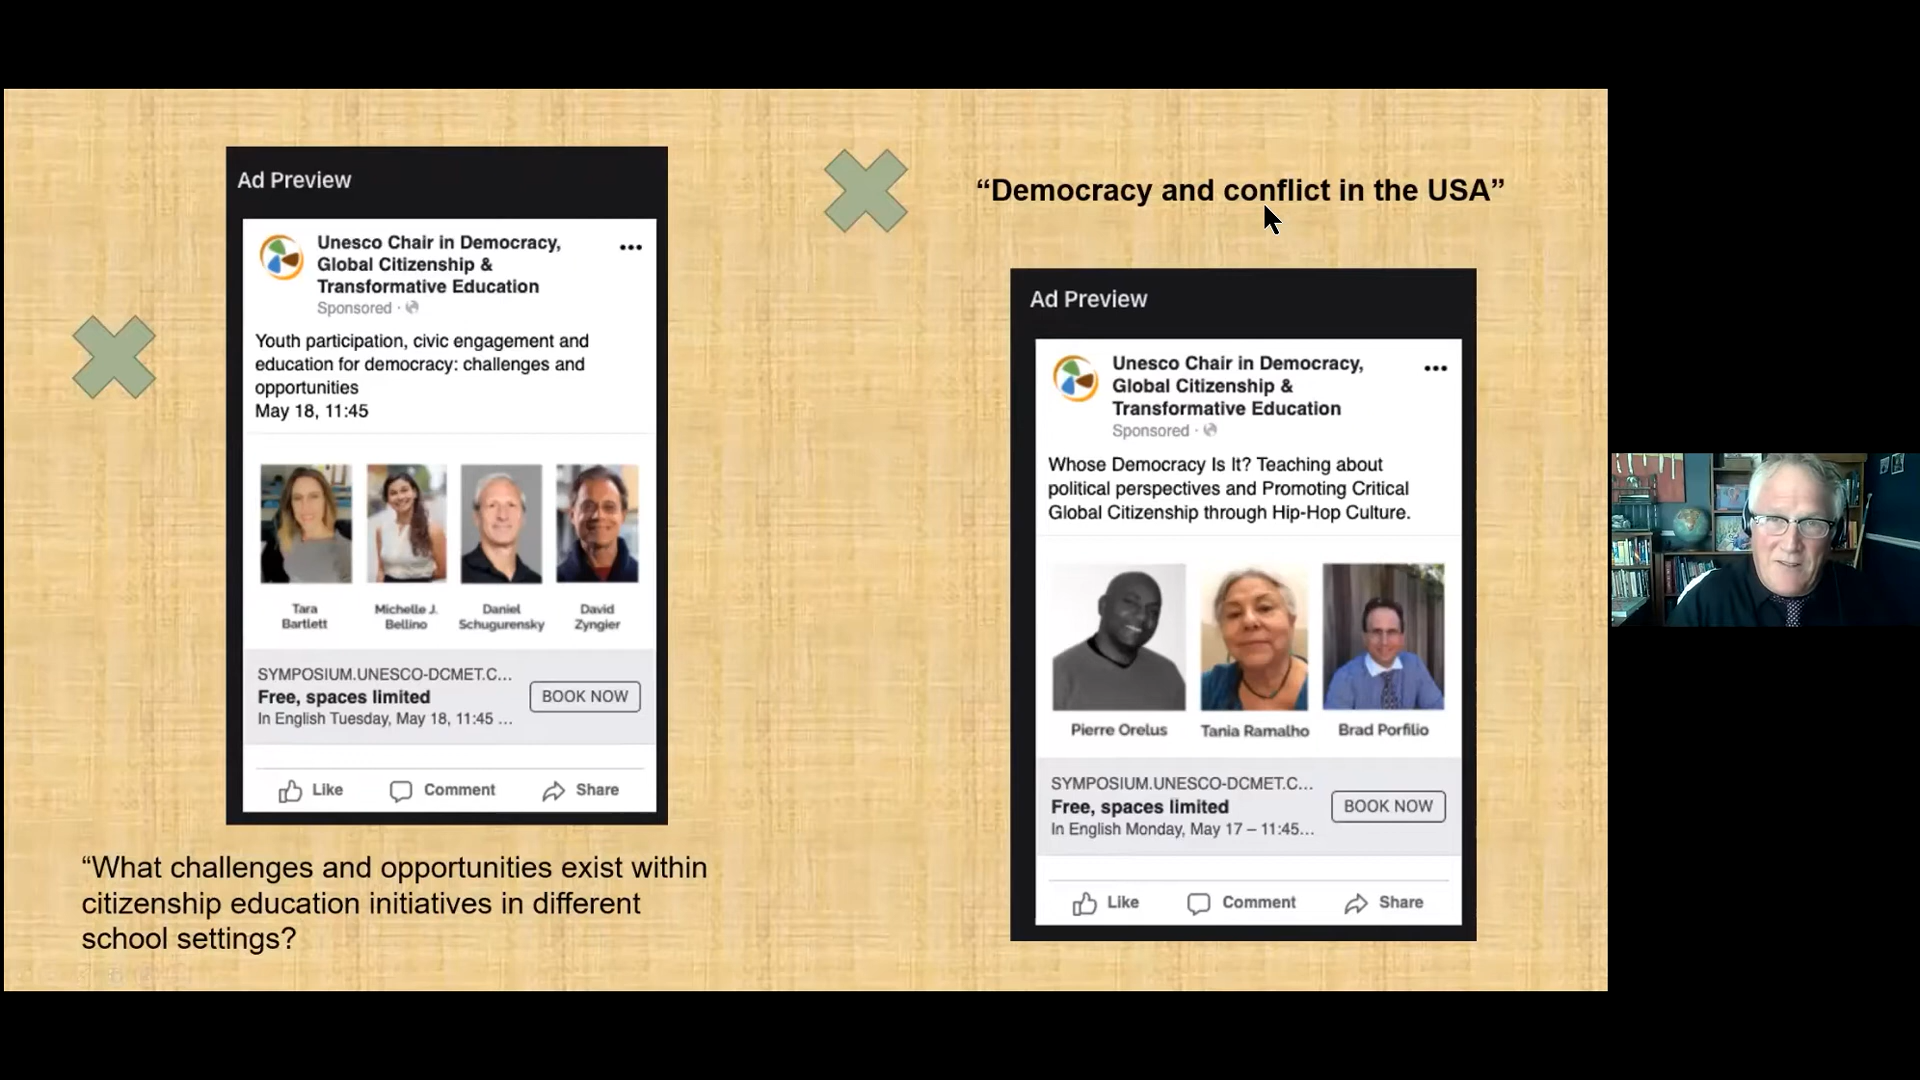 Ad Preview
Unesco Chair in Democracy,
Global Citizenship &
Transformative Education
Sponsored ·
Youth participation, civic engagement and
education for democracy: challenges and
opportunities
May 18, 11:45
Tara
Bartlett
Michelle J.
Bellino
Daniel
Schugurensky
David
Zyngier
SYMPOSIUM.UNESCO-DCMET.C...
Free, spaces limited
In English Tuesday, May 18, 11:45 ...
BOOK NOW
Like
Comment
Share
“What challenges and opportunities exist within
citizenship education initiatives in different
school settings?
“Democracy and conflict in the USA”
Ad Preview
Unesco Chair in Democracy,
Global Citizenship &
Transformative Education
Sponsored ·
Whose Democracy Is It? Teaching about
political perspectives and Promoting Critical
Global Citizenship through Hip-Hop Culture.
Pierre Orelus
Tania Ramalho
Brad Porfilio
SYMPOSIUM.UNESCO-DCMET.C...
Free, spaces limited
In English Monday, May 17 – 11:45...
BOOK NOW
Like
Comment
Share